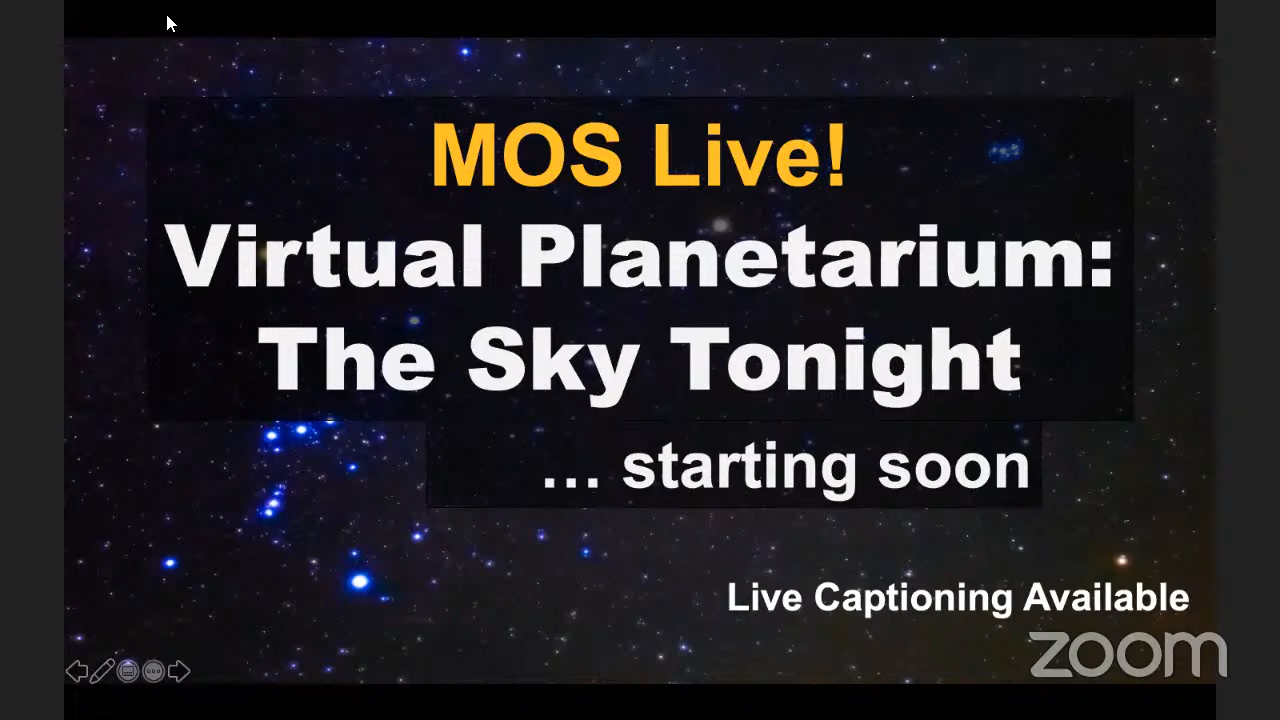 MOS Live!
Virtual Planetarium:
The Sky Tonight
... starting soon
Live Captioning Available
zoom